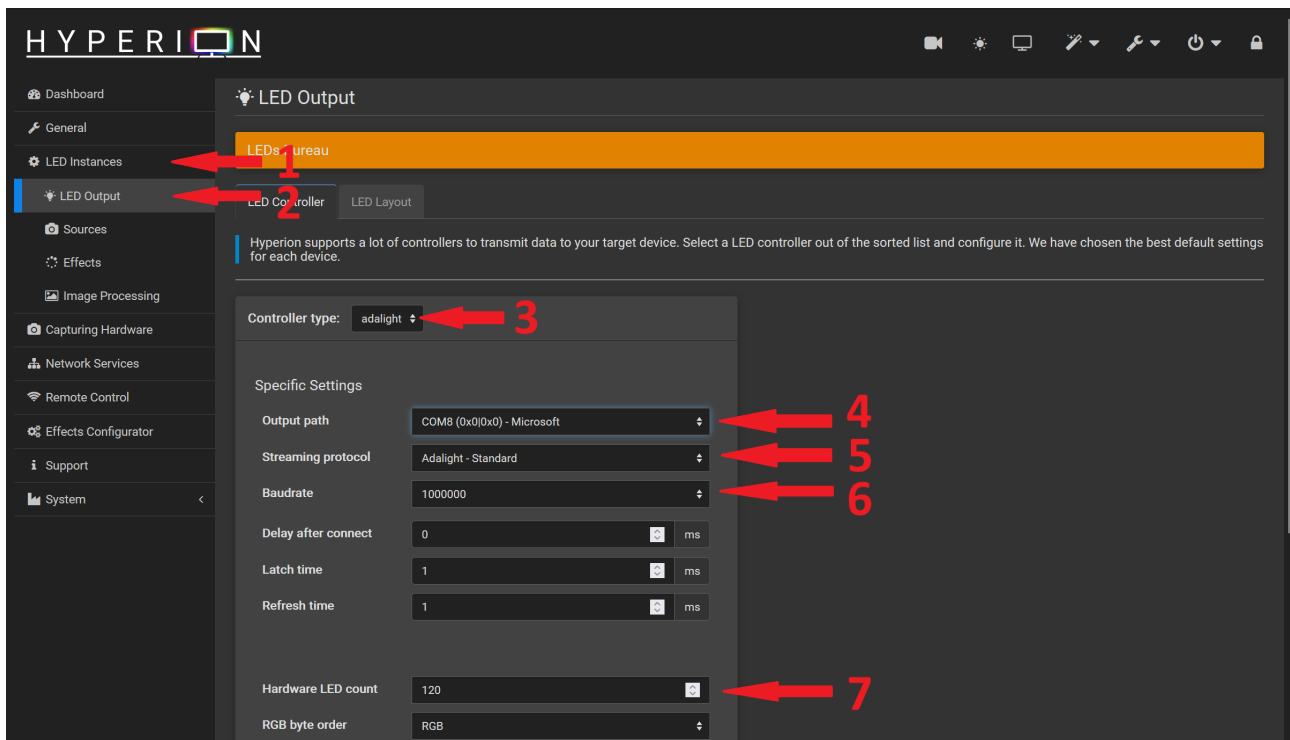 HYPERION
Dashboard
General
LED Instances
LED Output
Sources
Effects
Image Processing
Capturing Hardware
Network Services
Remote Control
Effects Configurator
Support
System
LED Output
LEDs Bureau
1
2
LED Controller
LED Layout
Hyperion supports a lot of controllers to transmit data to your target device. Select a LED controller out of the sorted list and configure it. We have chosen the best default settings
for each device.
Controller type: adalight
3
Specific Settings
Output path COM8 (0x0|0x0) - Microsoft
4
Streaming protocol Adalight - Standard
5
Baudrate 1000000
6
Delay after connect 0 ms
Latch time 1 ms
Refresh time 1 ms
Hardware LED count 120
7
RGB byte order RGB